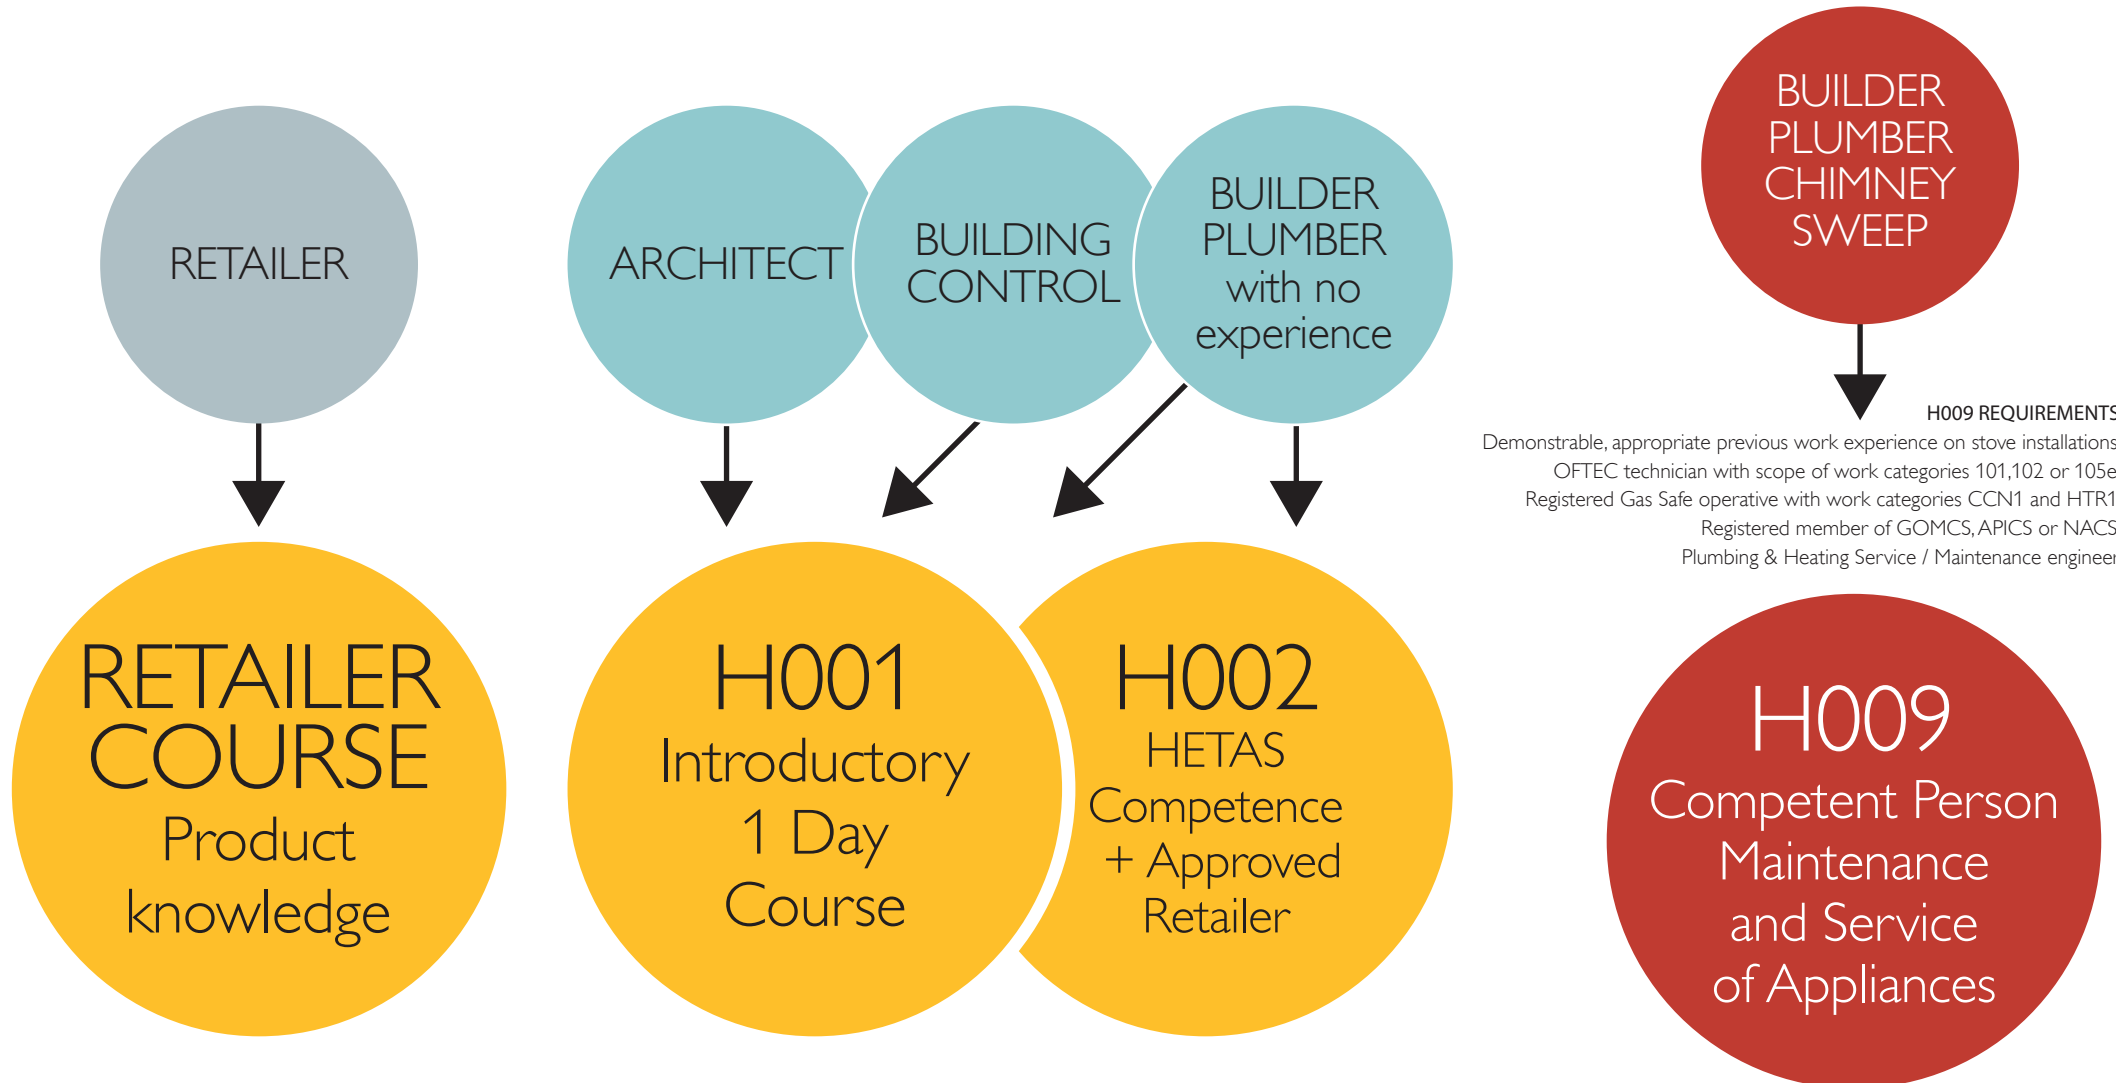 RETAILER
ARCHITECT
BUILDING
CONTROL
BUILDER
PLUMBER
with no
experience
BUILDER
PLUMBER
CHIMNEY
SWEEP
H009 REQUIREMENTS
Demonstrable, appropriate previous work experience on stove installations
OFTEC technician with scope of work categories 101,102 or 105e
Registered Gas Safe operative with work categories CCN1 and HTR1
Registered member of GOMCS, APICS or NACS
Plumbing & Heating Service / Maintenance engineer
RETAILER
COURSE
Product
knowledge
H001
Introductory
1 Day
Course
H002
HETAS
Competence
+ Approved
Retailer
H009
Competent Person
Maintenance
and Service
of Appliances